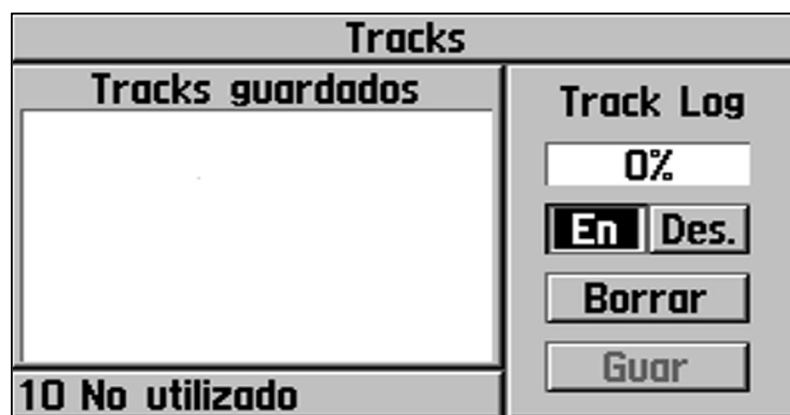 Tracks
Tracks guardados
10 No utilizado
Track Log
0%
En Des.
Borrar
Guar